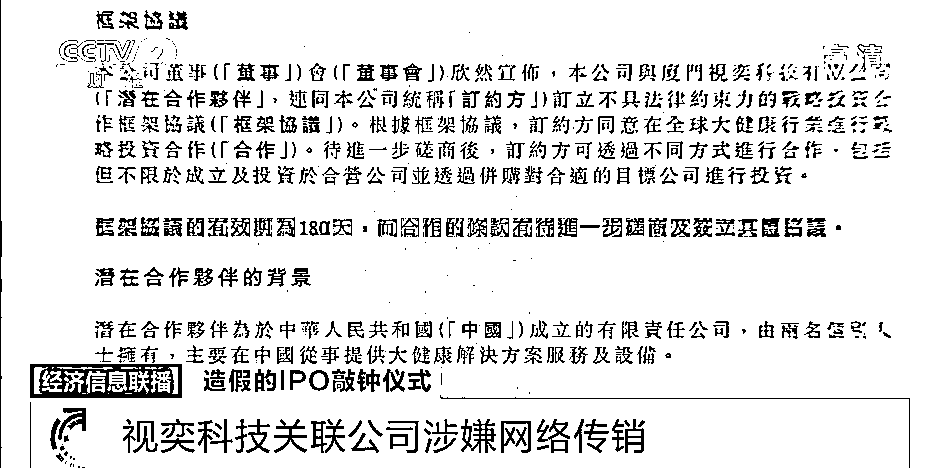 框架協議
CCTV 2
财经
高清
本公司董事(「董事」)會(「董事會」)欣然宣佈，本公司與廈門視奕科技有限公司
(「潛在合作夥伴」，連同本公司統稱「訂約方」)訂立不具法律約束力的戰略投資合
作框架協議(「框架協議」)。根據框架協議，訂約方同意在全球大健康行業進行戰
略投資合作(「合作」)。待進一步磋商後，訂約方可透過不同方式進行合作，包括
但不限於成立及投資於合營公司並透過併購對合適的目標公司進行投資。
框架協議的有效期為180天，而合作的條款有待進一步磋商及簽立具體協議。
潛在合作夥伴的背景
潛在合作夥伴為於中華人民共和國(「中國」)成立的有限責任公司，由兩名個別人
士擁有，主要在中國從事提供大健康解決方案服務及設備。
经济信息联播 造假的IPO敲钟仪式
视奕科技关联公司涉嫌网络传销